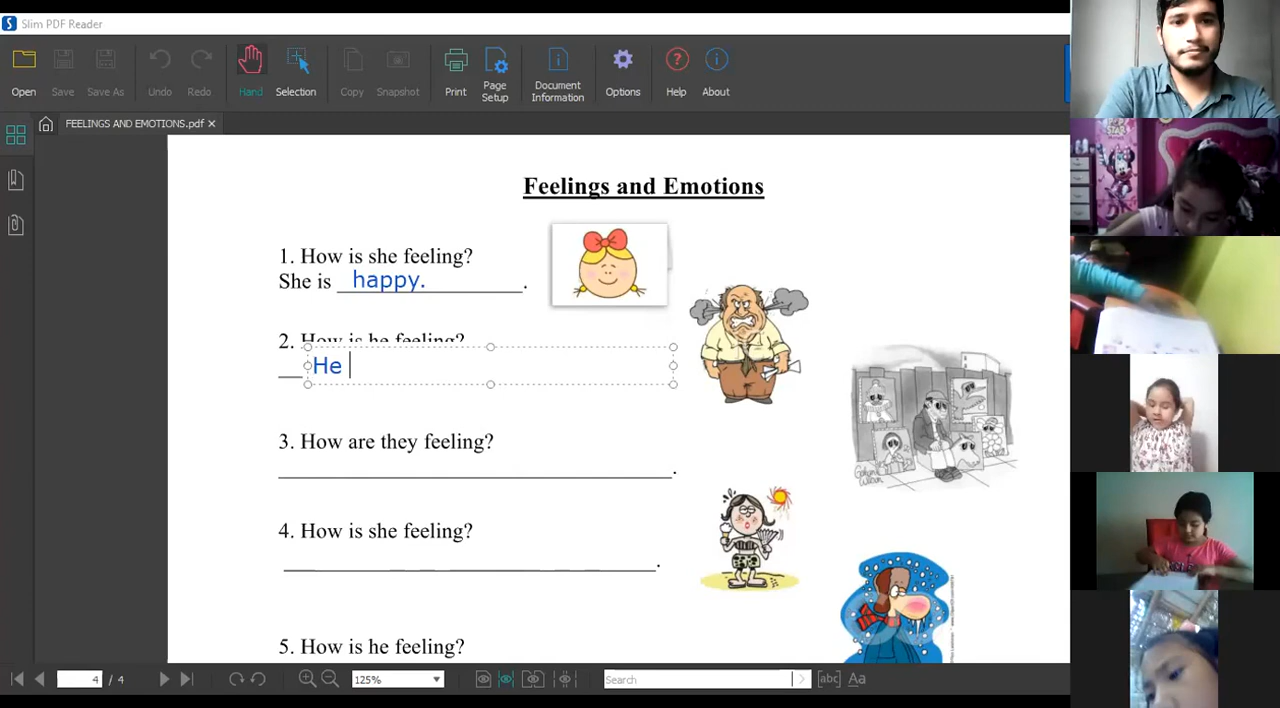 Slim PDF Reader
Open Save Save As Undo Redo Hand Selection Copy Snapshot Print Page Setup Document Information Options Help About
FEELINGS AND EMOTIONS.pdf
Feelings and Emotions
1. How is she feeling?
She is happy. .
2. How is he feeling?
He
3. How are they feeling?
.
4. How is she feeling?
.
5. How is he feeling?
4 / 4 125% Search abc Aa